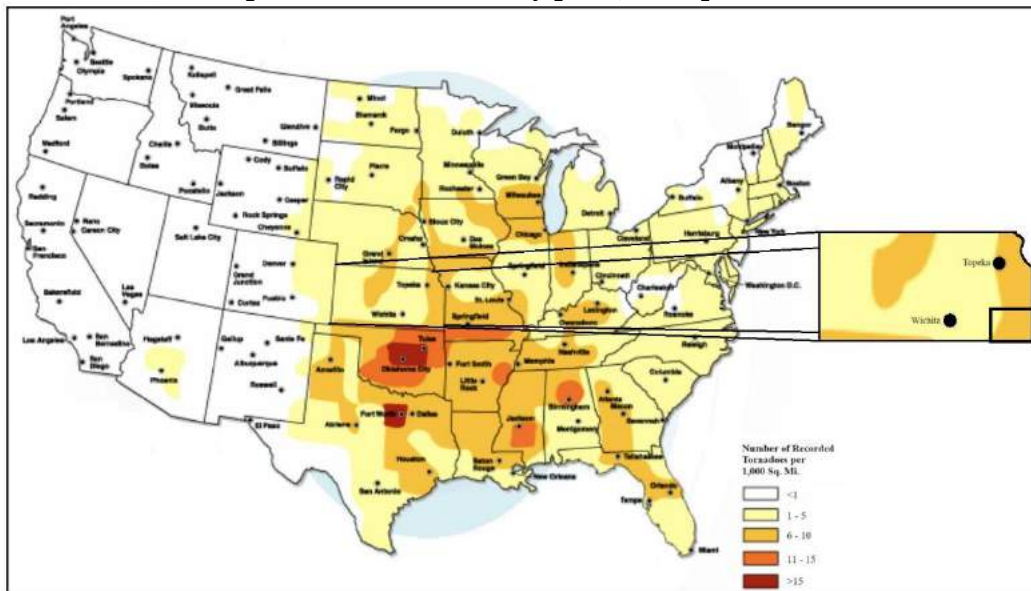 Port
Angeles
Seattle
Olympia
Spokane
Portland
Salem
Medford
Kalispell
Great Falls
Missoula
Butte
Glendive
Billings
Boise
Pocatello
Cody
Buffalo
Jackson
Casper
Rock Springs
Cheyenne
Minot
Bismarck
Fargo
Duluth
Pierre
Rapid
City
Minneapolis
Rochester
Green Bay
Milwaukee
Sioux City
Omaha
Des
Moines
Grand
Island
Chicago
Detroit
Bangor
Montpelier
Albany
Boston
Buffalo
New York
Harrisburg
Cleveland
Washington D.C.
Redding
Sacramento
San
Francisco
Reno
Carson City
Salt Lake City
Bakersfield
Las
Vegas
Los Angeles
San
Bernardino
San
Diego
Denver
Grand
Junction
Pueblo
Cortez
Topeka
Kansas City
St. Louis
Wichita
Springfield
Springfield
Indianapolis
Cincinnati
Charleston
Roanoke
Lexington
Owensboro
Nashville
Raleigh
Flagstaff
Phoenix
Gallup
Santa Fe
Albuquerque
Roswell
El Paso
Amarillo
Tulsa
Oklahoma City
Fort Smith
Little
Rock
Memphis
Columbia
Atlanta
Macon
Savannah
Birmingham
Montgomery
Jackson
Fort Worth
Dallas
Abilene
Houston
San Antonio
Baton
Rouge
New Orleans
Tallahassee
Orlando
Tampa
Miami
Topeka
Wichita
Number of Recorded
Tornadoes per
1,000 Sq. Mi.
<1
1 - 5
6 - 10
11 - 15
>15